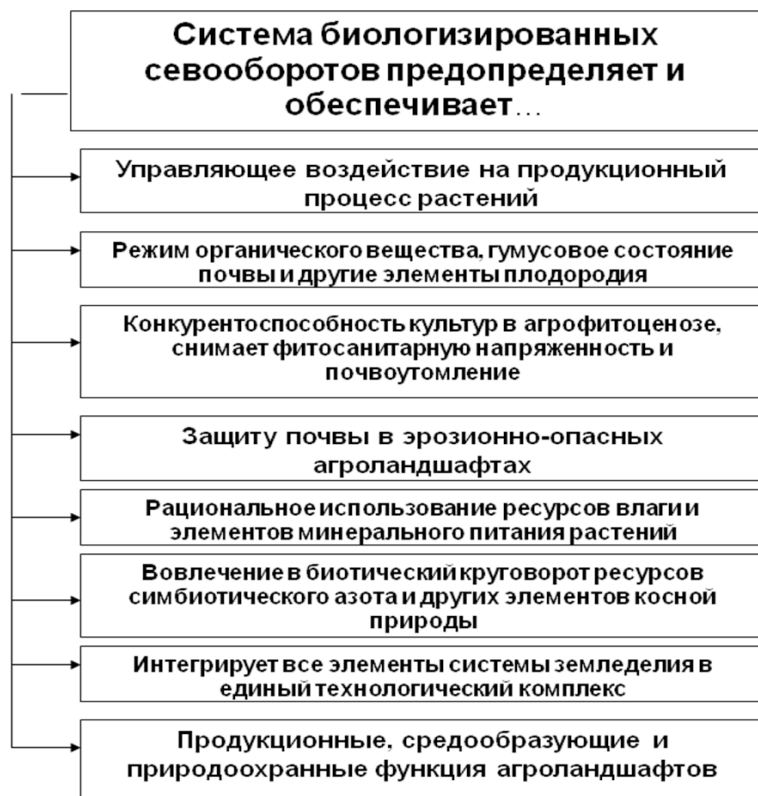 Система биологизированных
севооборотов предопределяет и
обеспечивает…
Управляющее воздействие на продукционный
процесс растений
Режим органического вещества, гумусовое состояние
почвы и другие элементы плодородия
Конкурентоспособность культур в агрофитоценозе,
снимает фитосанитарную напряженность и
почвоутомление
Защиту почвы в эрозионно-опасных
агроландшафтах
Рациональное использование ресурсов влаги и
элементов минерального питания растений
Вовлечение в биотический круговорот ресурсов
симбиотического азота и других элементов косной
природы
Интегрирует все элементы системы земледелия в
единый технологический комплекс
Продукционные, средообразующие и
природоохранные функция агроландшафтов